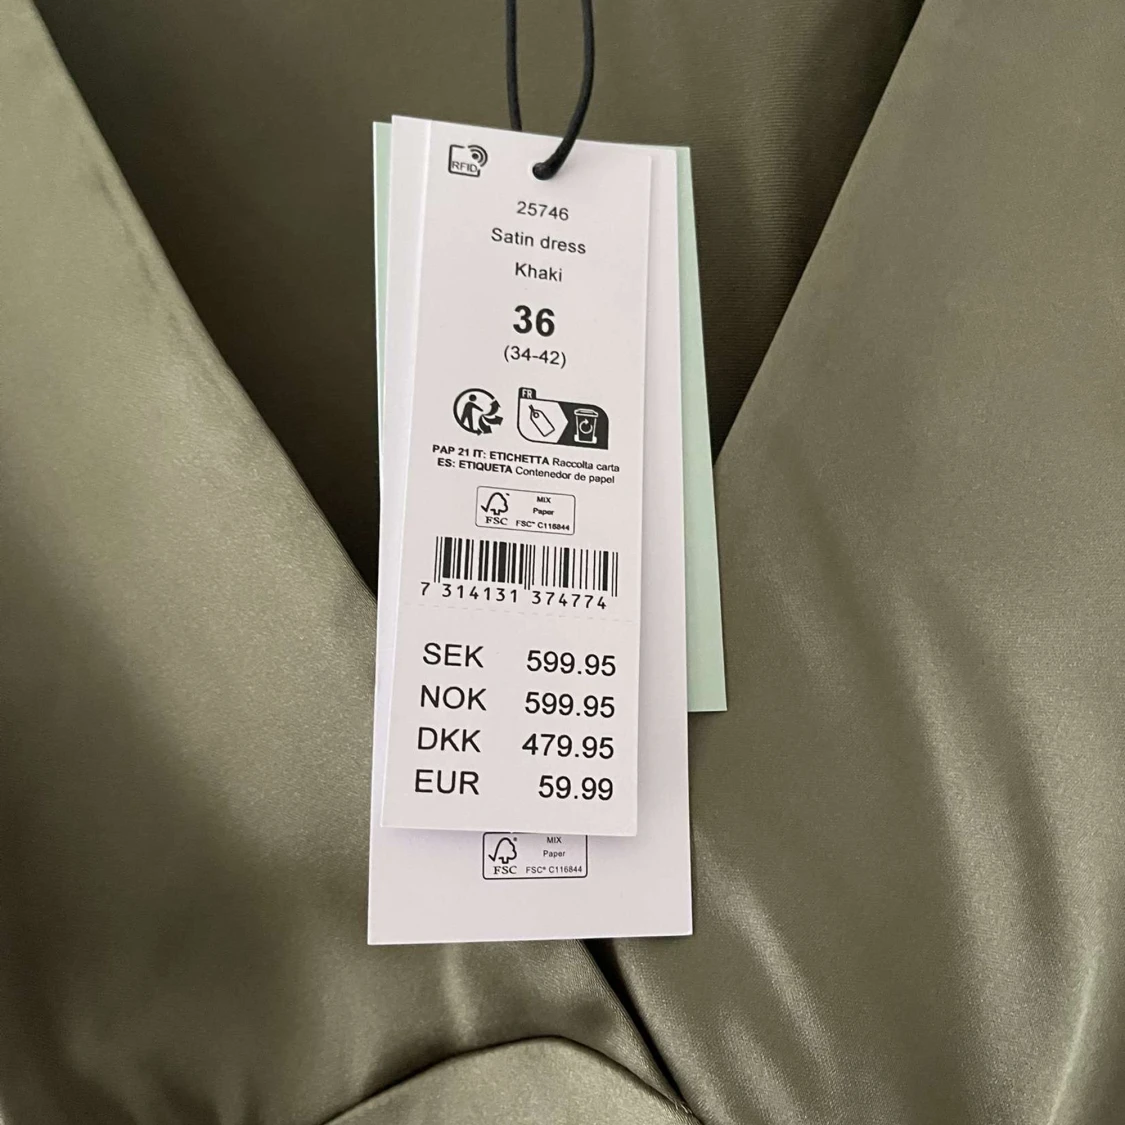 RFID
25746
Satin dress
Khaki
36
(34-42)
FR
PAP 21 IT: ETICHETTA Raccolta carta
ES: ETIQUETA Contenedor de papel
MIX
Paper
FSC
FSC® C116844
7 314131 374774
SEK 599.95
NOK 599.95
DKK 479.95
EUR 59.99
MIX
Paper
FSC
FSC® C116844